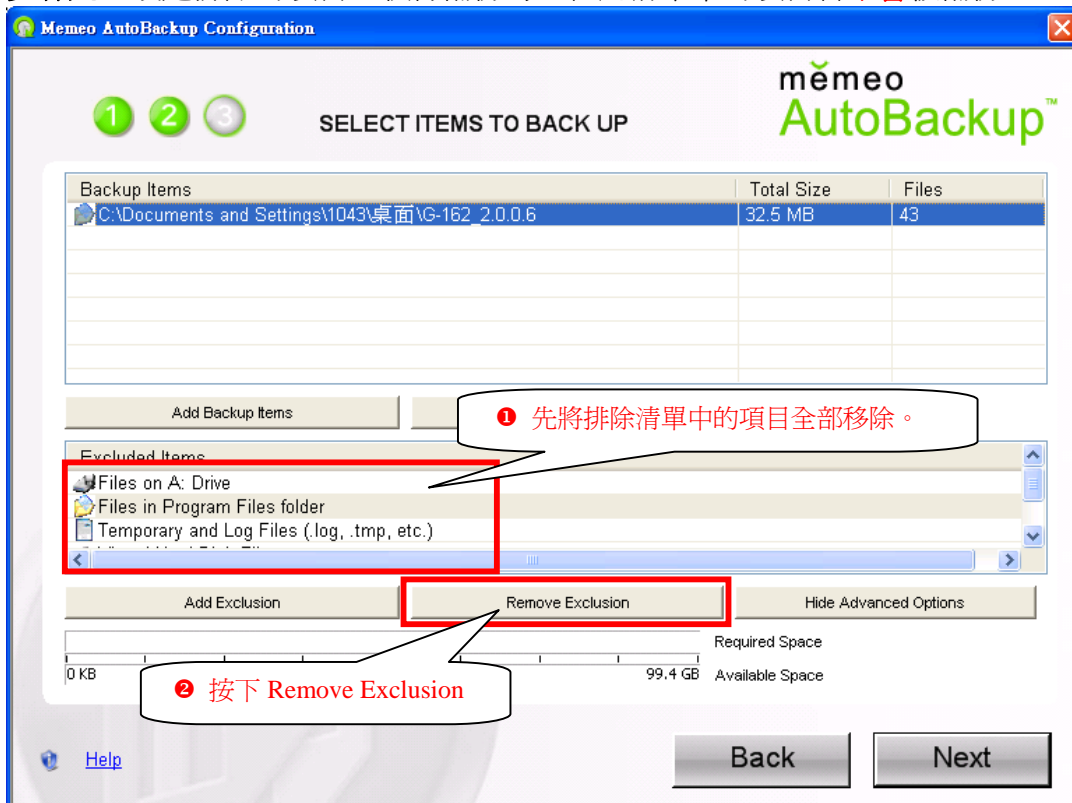 Memeo AutoBackup Configuration
1 2 3
SELECT ITEMS TO BACK UP
mĕmeo
AutoBackup™
Backup Items Total Size Files
C:\Documents and Settings\1043\桌面\G-162_2.0.0.6 32.5 MB 43
Add Backup Items
❶ 先將排除清單中的項目全部移除。
Excluded Items
Files on A: Drive
Files in Program Files folder
Temporary and Log Files (.log, .tmp, etc.)
Add Exclusion Remove Exclusion Hide Advanced Options
Required Space
0 KB 99.4 GB Available Space
❷ 按下 Remove Exclusion
Help
Back Next